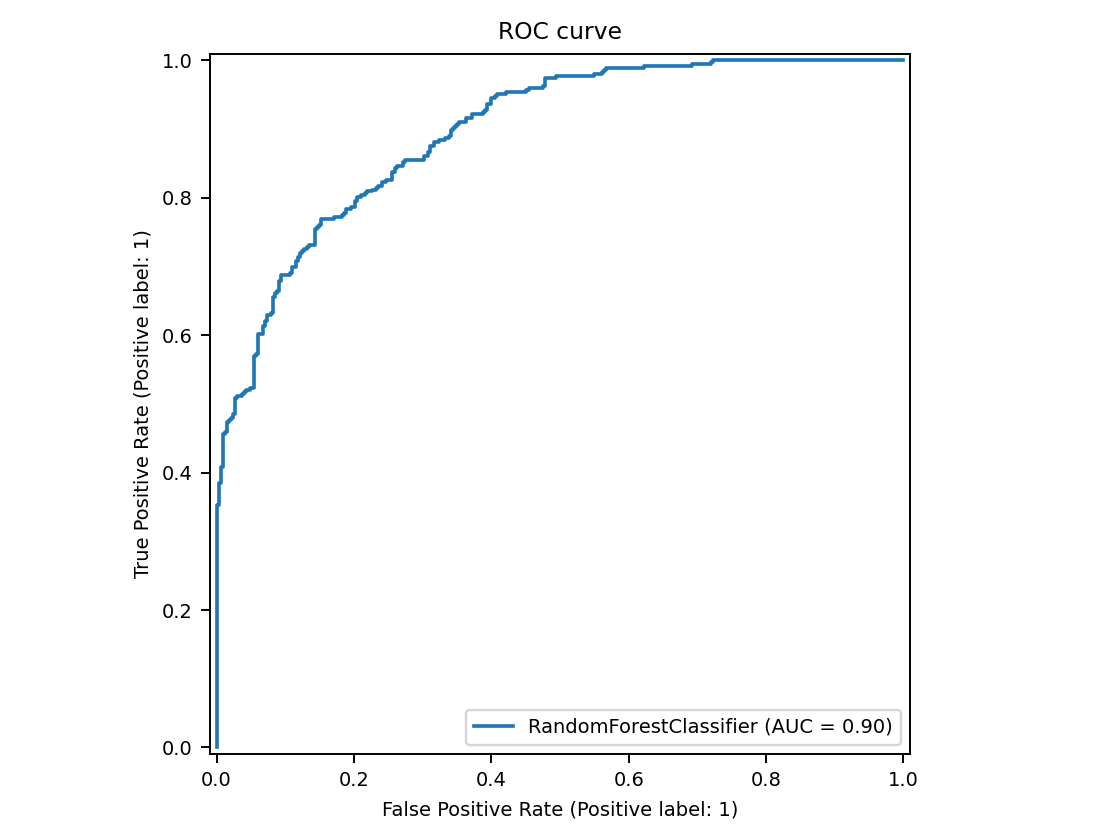 ROC curve
True Positive Rate (Positive label: 1)
1.0
0.8
0.6
0.4
0.2
0.0
RandomForestClassifier (AUC = 0.90)
0.0 0.2 0.4 0.6 0.8 1.0
False Positive Rate (Positive label: 1)